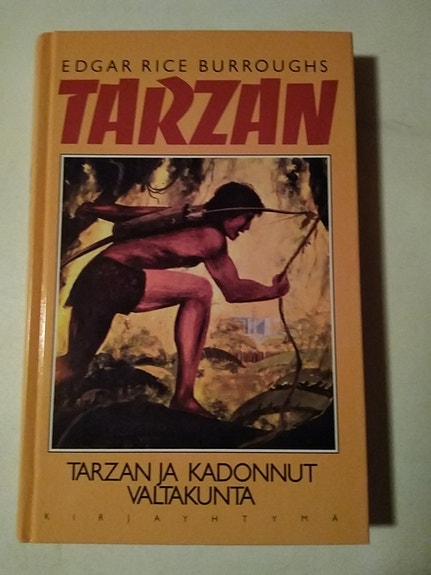 EDGAR RICE BURROUGHS
TARZAN
TARZAN JA KADONNUT
VALTAKUNTA
KIRJAYHTYMÄ